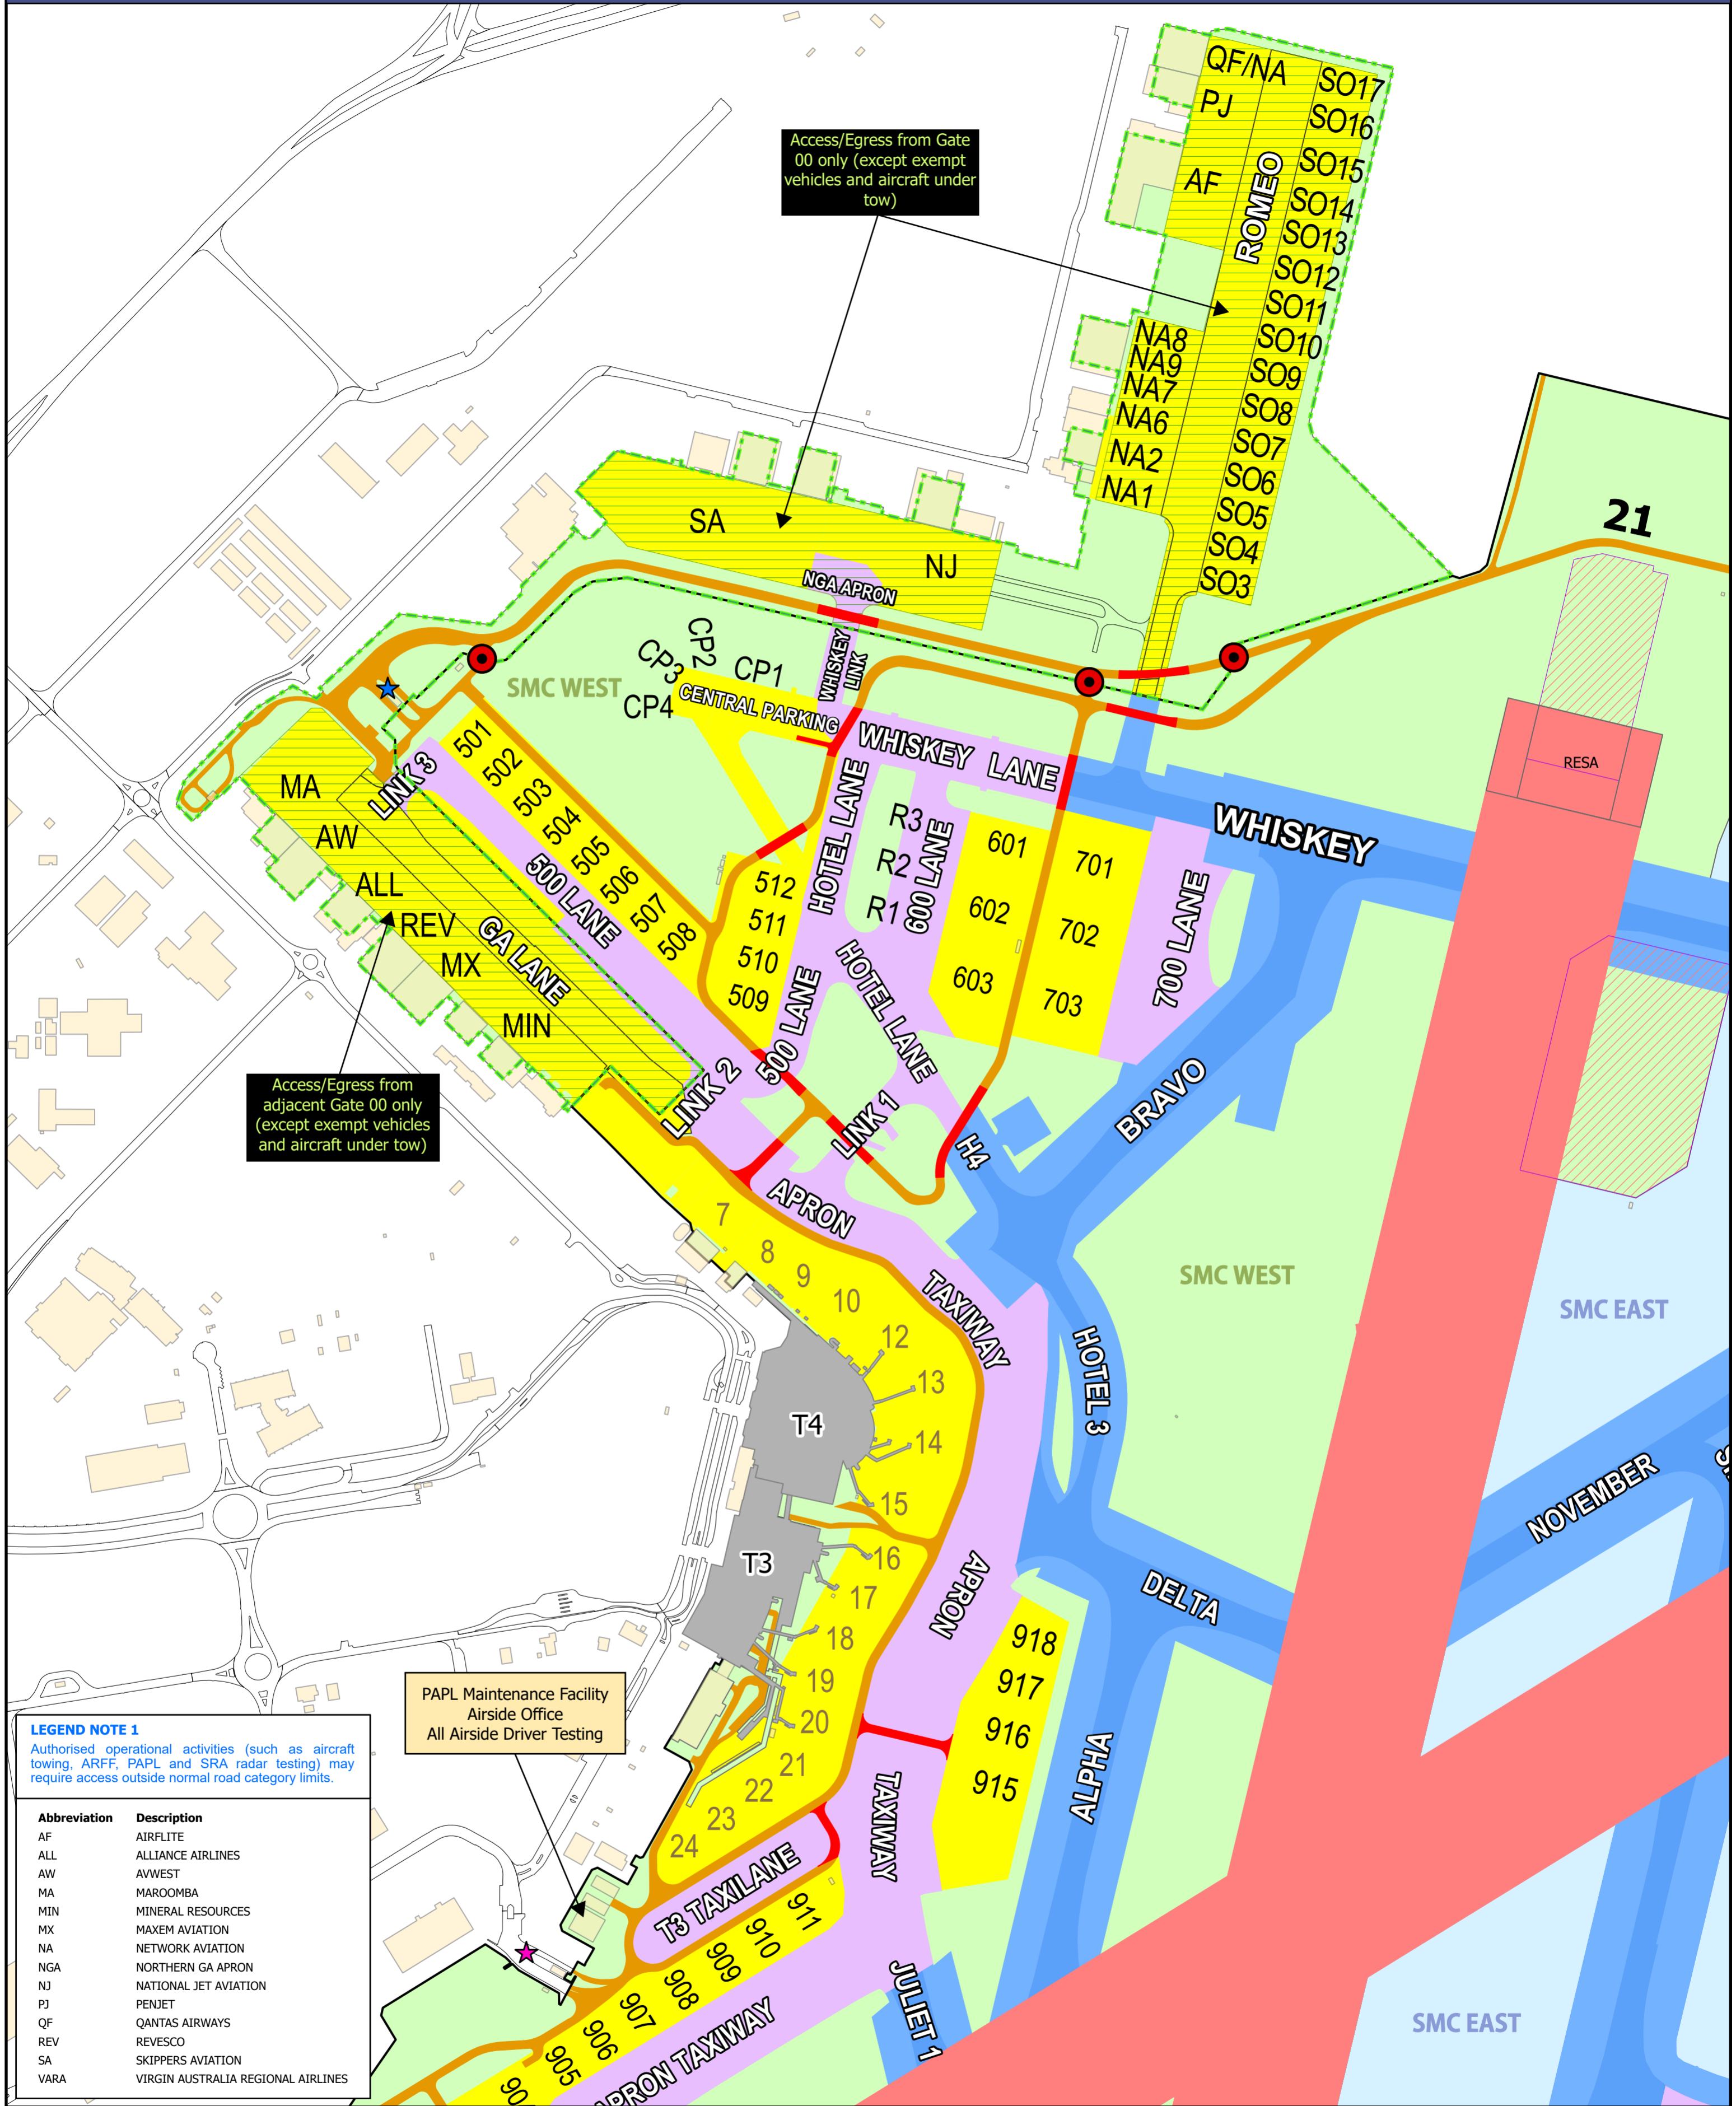 QF/NA
PJ
AF
ROMEO
SO17
SO16
SO15
SO14
SO13
SO12
SO11
SO10
SO9
SO8
SO7
SO6
SO5
SO4
SO3
NA8
NA9
NA7
NA6
NA2
NA1
Access/Egress from Gate
00 only (except exempt
vehicles and aircraft under
tow)
21
RESA
SA
NJ
NGA APRON
WHISKEY
LINK
CP3
CP2
CP1
CP4
CENTRAL PARKING
SMC WEST
WHISKEY LANE
WHISKEY
MA
AW
ALL
REV
MX
MIN
GA LANE
LINK 3
501
502
503
504
505
506
507
508
500 LANE
512
511
510
509
HOTEL LANE
R3
R2
R1
600 LANE
601
602
603
701
702
703
700 LANE
500 LANE
HOTEL LANE
LINK 2
LINK 1
H4
BRAVO
Access/Egress from
adjacent Gate 00 only
(except exempt vehicles
and aircraft under tow)
APRON
TAXIWAY
7
8
9
10
12
13
14
15
16
17
18
19
20
21
22
23
24
T4
T3
HOTEL 3
SMC WEST
SMC EAST
NOVEMBER
DELTA
APRON
TAXIWAY
918
917
916
915
ALPHA
T3 TAXILANE
911
910
909
908
907
906
905
APRON TAXIWAY
JULIET 1
SMC EAST
PAPL Maintenance Facility
Airside Office
All Airside Driver Testing
LEGEND NOTE 1
Authorised operational activities (such as aircraft
towing, ARFF, PAPL and SRA radar testing) may
require access outside normal road category limits.
Abbreviation Description
AF AIRFLITE
ALL ALLIANCE AIRLINES
AW AVWEST
MA MAROOMBA
MIN MINERAL RESOURCES
MX MAXEM AVIATION
NA NETWORK AVIATION
NGA NORTHERN GA APRON
NJ NATIONAL JET AVIATION
PJ PENJET
QF QANTAS AIRWAYS
REV REVESCO
SA SKIPPERS AVIATION
VARA VIRGIN AUSTRALIA REGIONAL AIRLINES